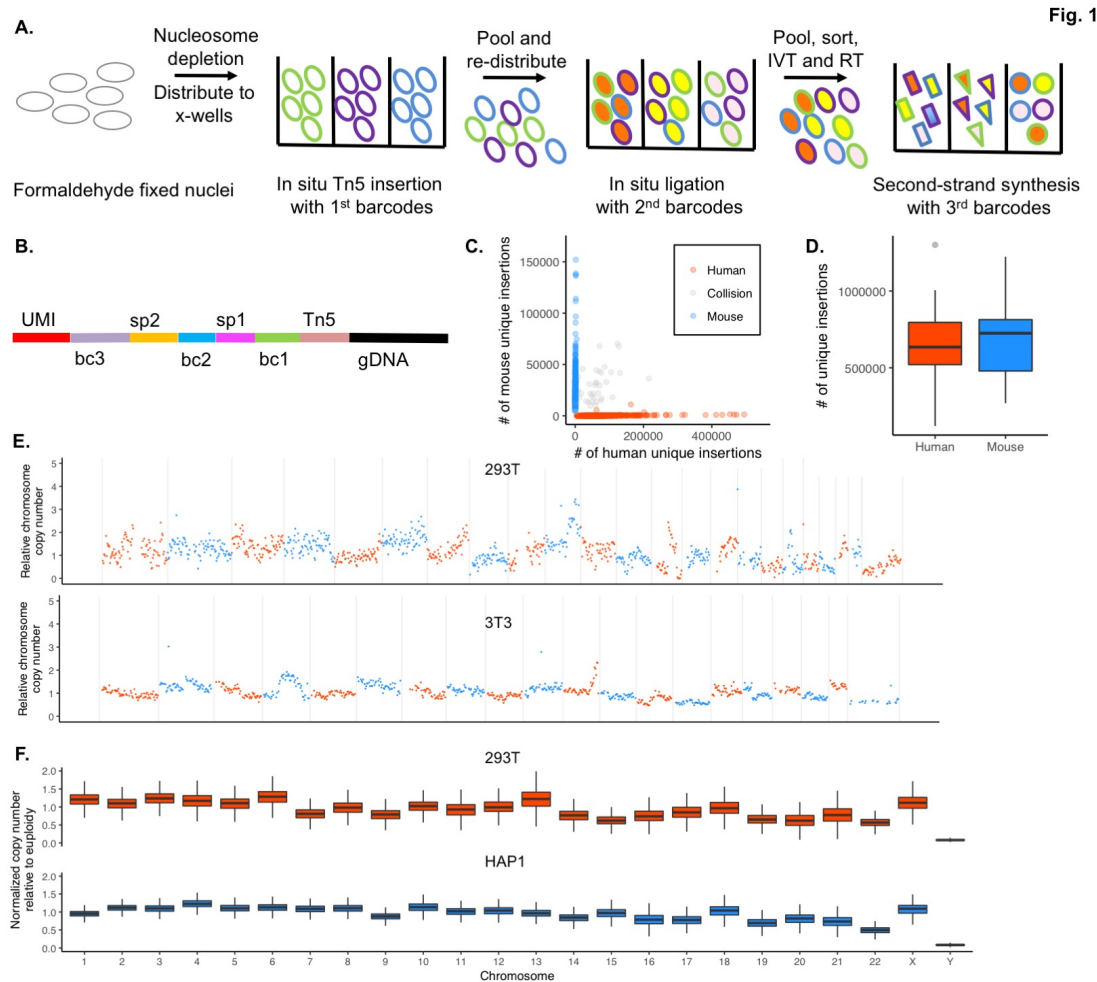 Fig. 1
A.
Nucleosome
depletion
Distribute to
x-wells
Pool and
re-distribute
Pool, sort,
IVT and RT
Formaldehyde fixed nuclei
In situ Tn5 insertion
with 1st barcodes
In situ ligation
with 2nd barcodes
Second-strand synthesis
with 3rd barcodes
B.
UMI
sp2
sp1
Tn5
bc3
bc2
bc1
gDNA
C.
# of mouse unique insertions
150000
100000
50000
0
Human
Collision
Mouse
0
200000
400000
# of human unique insertions
D.
# of unique insertions
1000000
500000
Human
Mouse
E.
293T
Relative chromosome
copy number
5
4
3
2
1
0
3T3
Relative chromosome
copy number
5
4
3
2
1
0
F.
293T
Normalized copy number
relative to euploidy
2.0
1.5
1.0
0.5
0.0
HAP1
2.0
1.5
1.0
0.5
0.0
1 2 3 4 5 6 7 8 9 10 11 12 13 14 15 16 17 18 19 20 21 22 X Y
Chromosome